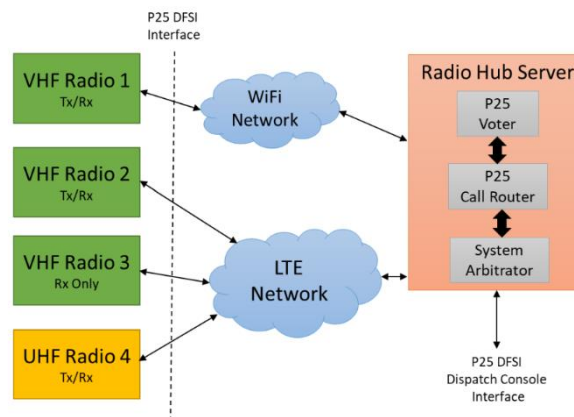 P25 DFSI
Interface
VHF Radio 1
Tx/Rx
WiFi
Network
VHF Radio 2
Tx/Rx
VHF Radio 3
Rx Only
LTE
Network
UHF Radio 4
Tx/Rx
Radio Hub Server
P25
Voter
P25
Call Router
System
Arbitrator
P25 DFSI
Dispatch Console
Interface